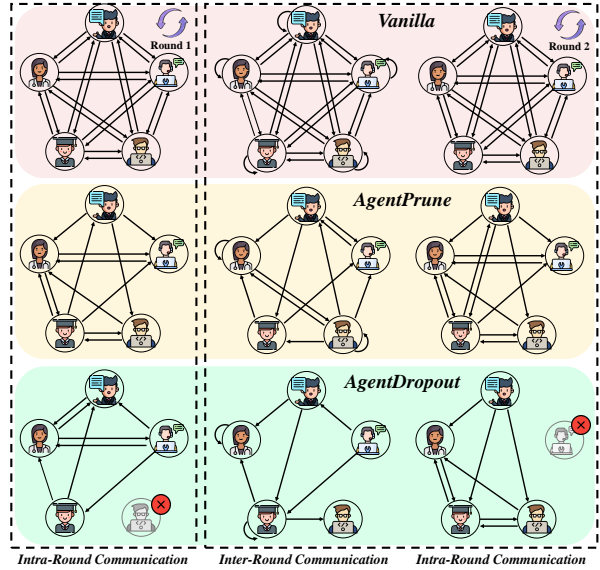 Vanilla
Round 1
Round 2
AgentPrune
AgentDropout
Intra-Round Communication
Inter-Round Communication
Intra-Round Communication